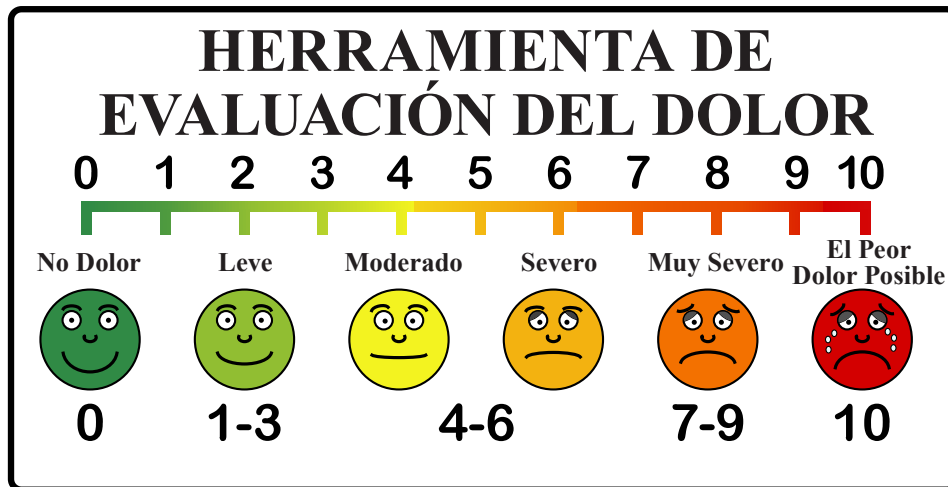 HERRAMIENTA DE
EVALUACIÓN DEL DOLOR
0 1 2 3 4 5 6 7 8 9 10
No Dolor Leve Moderado Severo Muy Severo El Peor
Dolor Posible
0 1-3 4-6 7-9 10